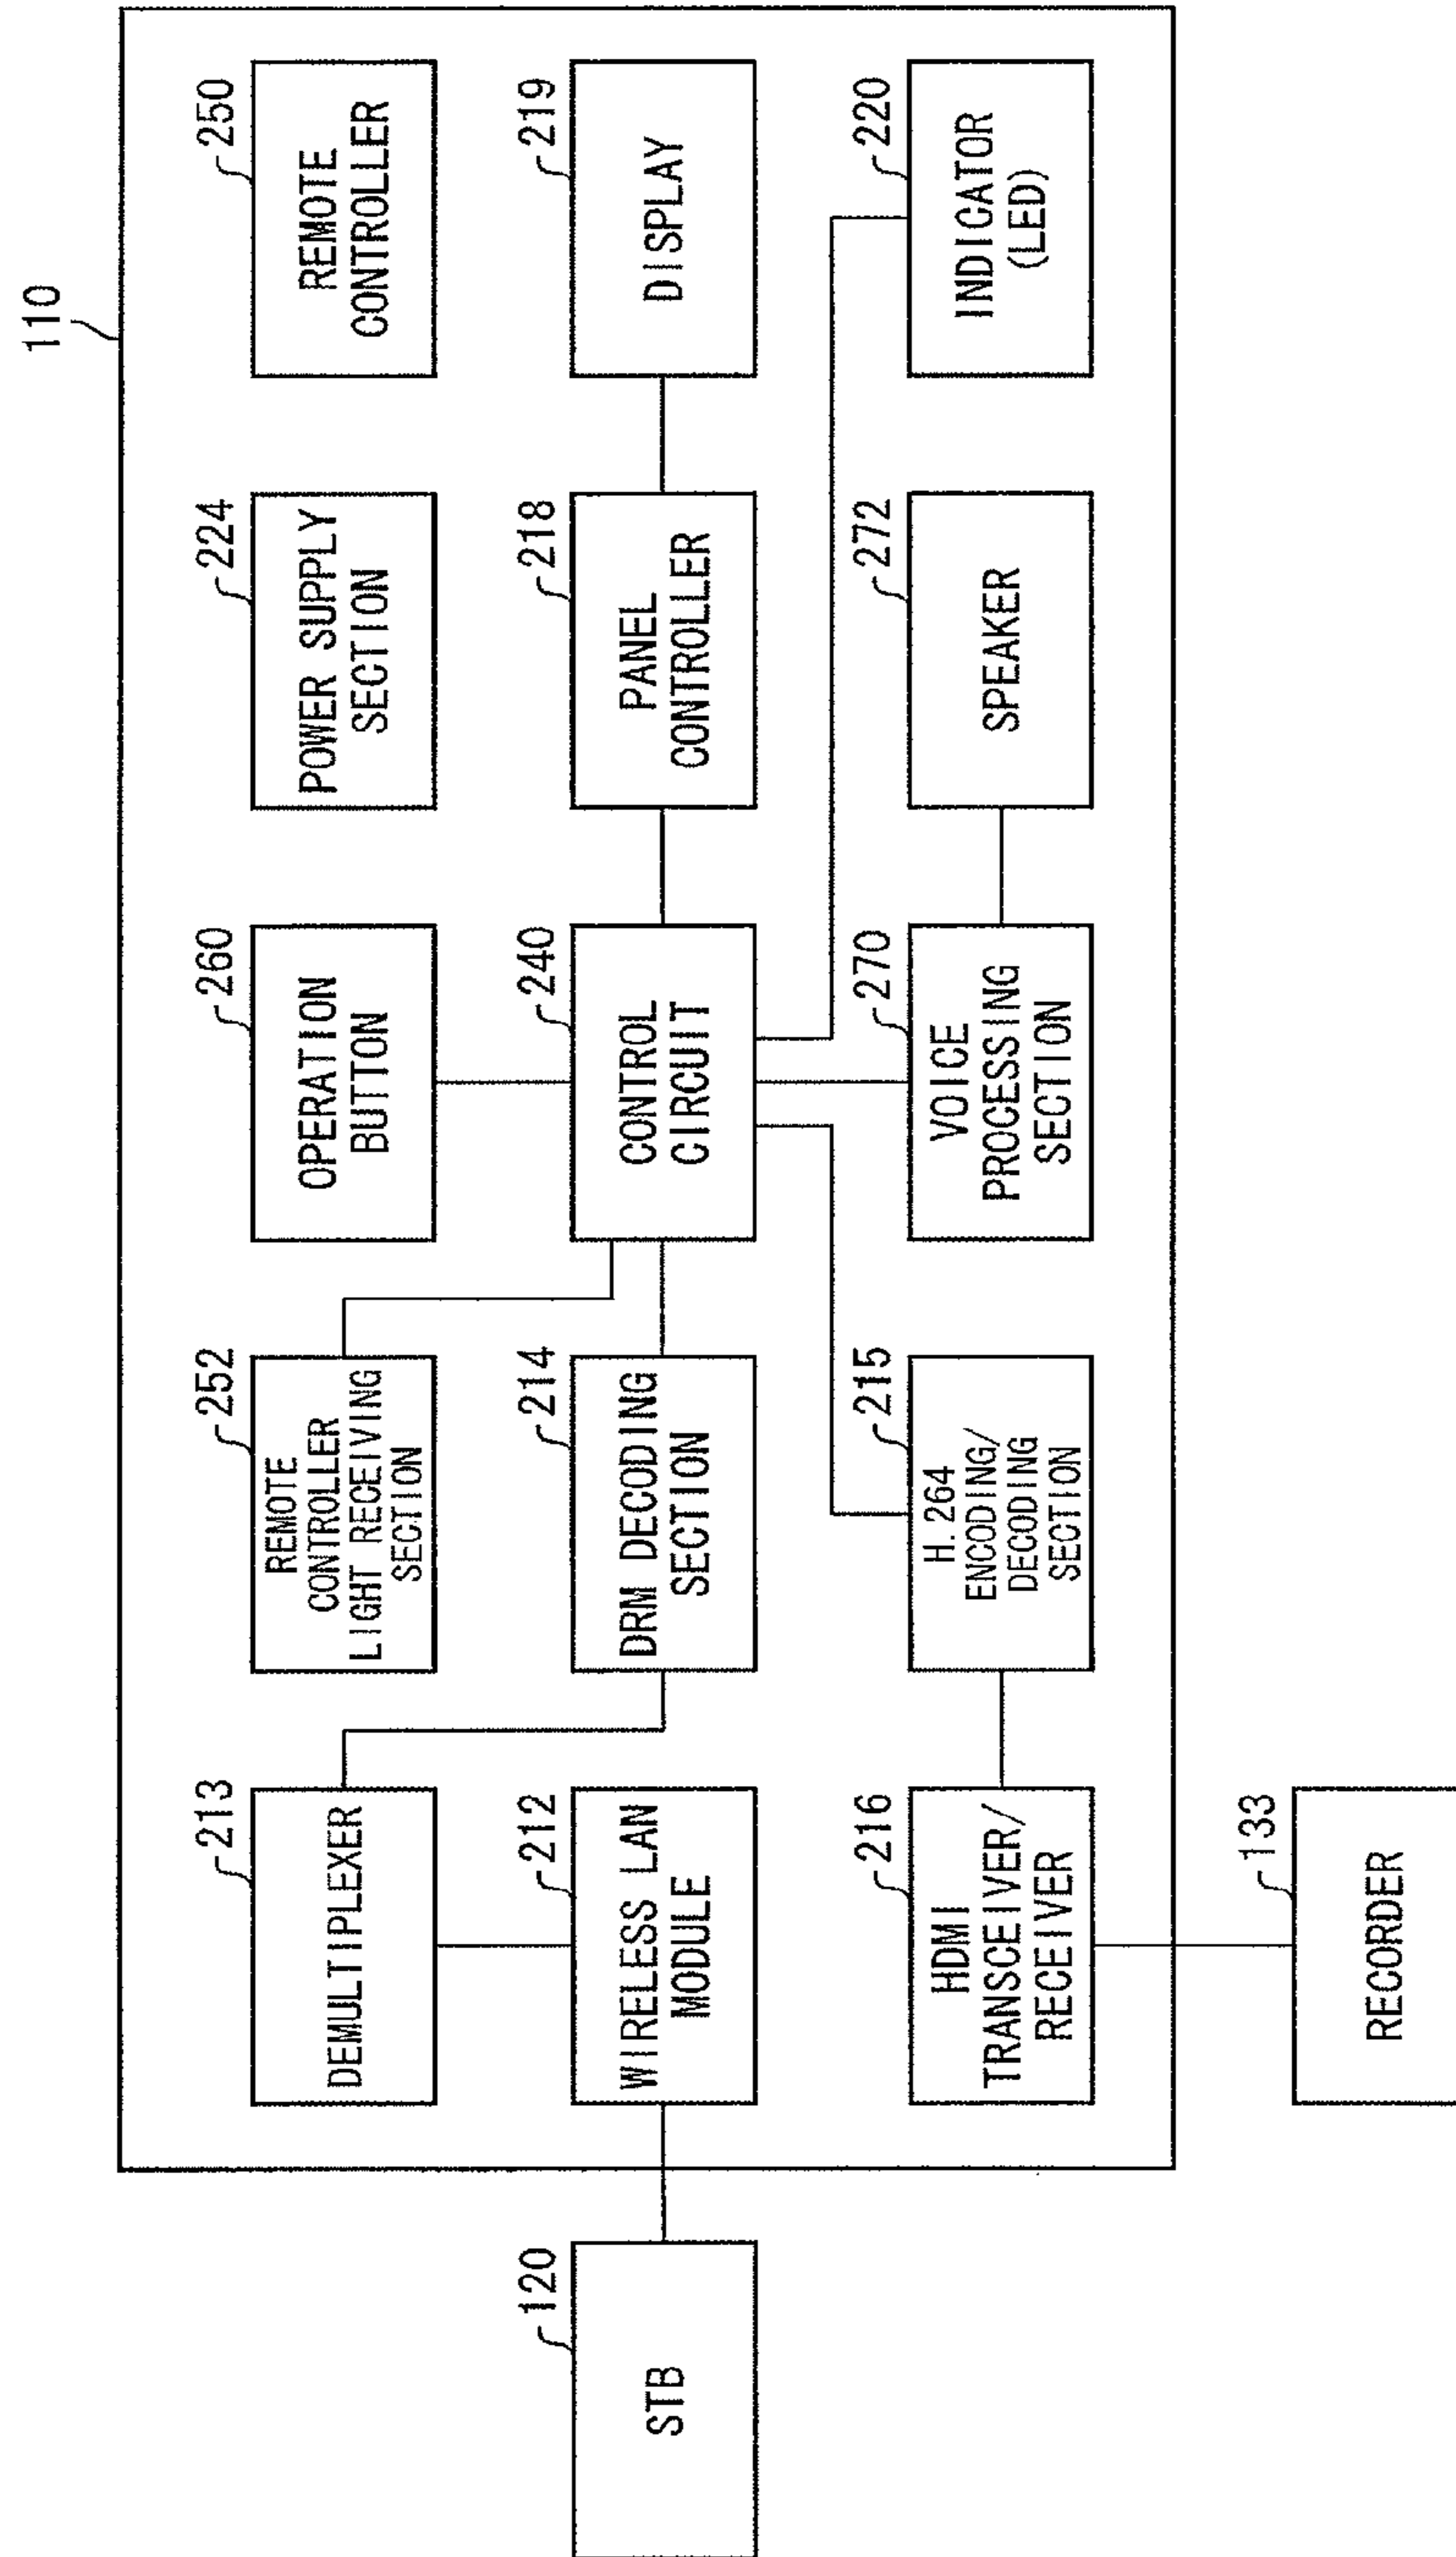 110
213
DEMULTIPLEXER
252
REMOTE
CONTROLLER
LIGHT RECEIVING
SECTION
260
OPERATION
BUTTON
224
POWER SUPPLY
SECTION
250
REMOTE
CONTROLLER
120
STB
212
WIRELESS LAN
MODULE
214
DRM DECODING
SECTION
240
CONTROL
CIRCUIT
218
PANEL
CONTROLLER
219
DISPLAY
216
HDMI
TRANSCEIVER/
RECEIVER
215
H.264
ENCODING/
DECODING
SECTION
270
VOICE
PROCESSING
SECTION
272
SPEAKER
220
INDICATOR
(LED)
133
RECORDER